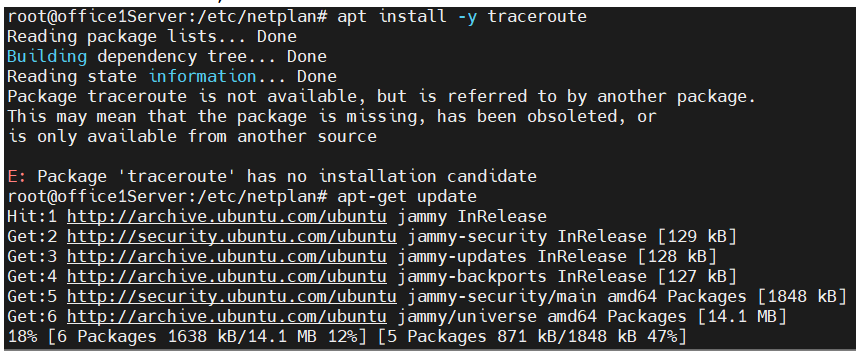 root@office1Server:/etc/netplan# apt install -y traceroute
Reading package lists... Done
Building dependency tree... Done
Reading state information... Done
Package traceroute is not available, but is referred to by another package.
This may mean that the package is missing, has been obsoleted, or
is only available from another source

E: Package 'traceroute' has no installation candidate
root@office1Server:/etc/netplan# apt-get update
Hit:1 http://archive.ubuntu.com/ubuntu jammy InRelease
Get:2 http://security.ubuntu.com/ubuntu jammy-security InRelease [129 kB]
Get:3 http://archive.ubuntu.com/ubuntu jammy-updates InRelease [128 kB]
Get:4 http://archive.ubuntu.com/ubuntu jammy-backports InRelease [127 kB]
Get:5 http://security.ubuntu.com/ubuntu jammy-security/main amd64 Packages [1848 kB]
Get:6 http://archive.ubuntu.com/ubuntu jammy/universe amd64 Packages [14.1 MB]
18% [6 Packages 1638 kB/14.1 MB 12%] [5 Packages 871 kB/1848 kB 47%]